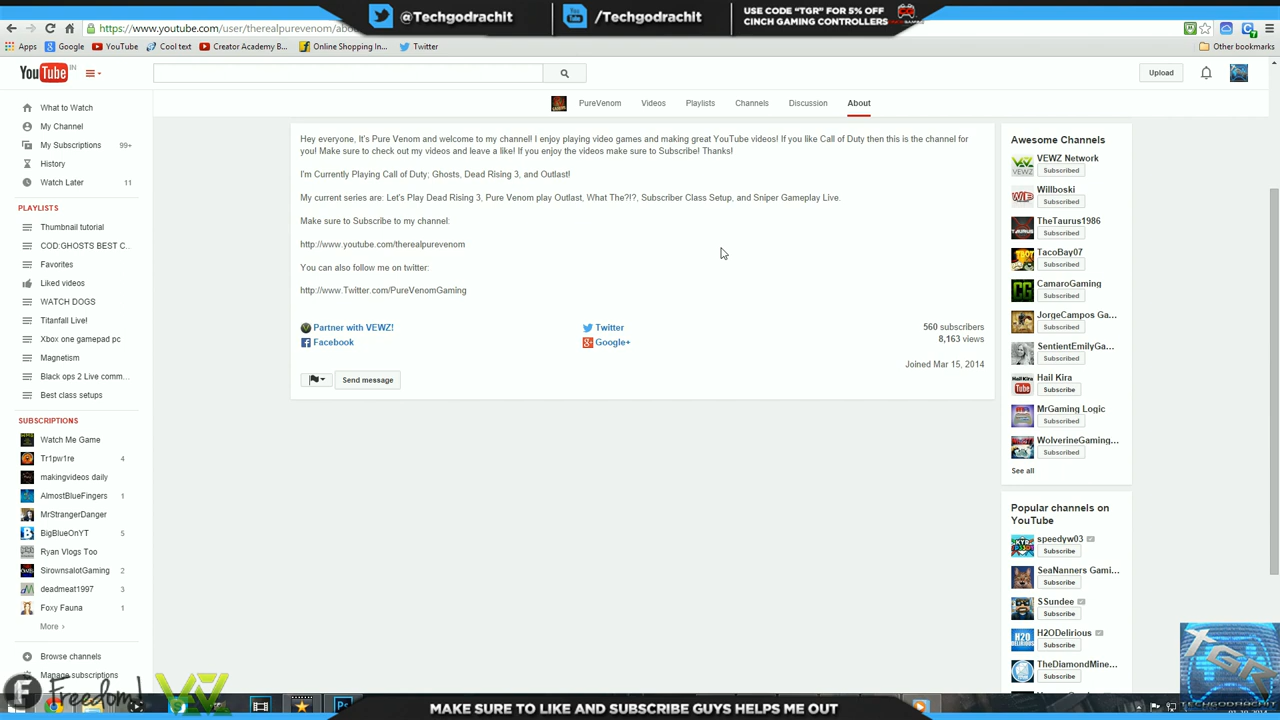 @Techgodrachit
/Techgodrachit
USE CODE "TGR" FOR 5% OFF
CINCH GAMING CONTROLLERS
https://www.youtube.com/user/therealpurevenom/abo
Apps
Google
YouTube
Cool text
Creator Academy B...
Online Shopping In...
Twitter
Other bookmarks
YouTube IN
Upload
PureVenom
Videos
Playlists
Channels
Discussion
About
What to Watch
My Channel
My Subscriptions 99+
History
Watch Later 11
PLAYLISTS
Thumbnail tutorial
COD:GHOSTS BEST C...
Favorites
Liked videos
WATCH DOGS
Titanfall Live!
Xbox one gamepad pc
Magnetism
Black ops 2 Live comm...
Best class setups
SUBSCRIPTIONS
Watch Me Game
Tr1pw1re 4
makingvideos daily
AlmostBlueFingers 1
MrStrangerDanger
BigBlueOnYT 5
Ryan Vlogs Too
SirownsalotGaming 2
deadmeat1997 3
Foxy Fauna 1
More ›
Browse channels
Manage subscriptions
Hey everyone, It's Pure Venom and welcome to my channel! I enjoy playing video games and making great YouTube videos! If you like Call of Duty then this is the channel for
you! Make sure to check out my videos and leave a like! If you enjoy the videos make sure to Subscribe! Thanks!
I'm Currently Playing Call of Duty; Ghosts, Dead Rising 3, and Outlast!
My current series are: Let's Play Dead Rising 3, Pure Venom play Outlast, What The?!?, Subscriber Class Setup, and Sniper Gameplay Live.
Make sure to Subscribe to my channel:
http://www.youtube.com/therealpurevenom
You can also follow me on twitter:
http://www.Twitter.com/PureVenomGaming
Partner with VEWZ!
Twitter
560 subscribers
Facebook
Google+
8,163 views
Joined Mar 15, 2014
Send message
Awesome Channels
VEWZ Network
Subscribed
Willboski
Subscribed
TheTaurus1986
Subscribed
TacoBay07
Subscribed
CamaroGaming
Subscribed
JorgeCampos Ga...
Subscribed
SentientEmilyGa...
Subscribed
Hail Kira
Subscribe
MrGaming Logic
Subscribed
WolverineGaming...
Subscribed
See all
Popular channels on
YouTube
speedyw03
Subscribe
SeaNanners Gami...
Subscribe
SSundee
Subscribe
H2ODelirious
Subscribe
TheDiamondMine...
Subscribe
Freedom!
TGR
TECHGODRACHIT
MAKE SURE TO LIKE AND SUBSCRIBE GUYS HELPS ME OUT